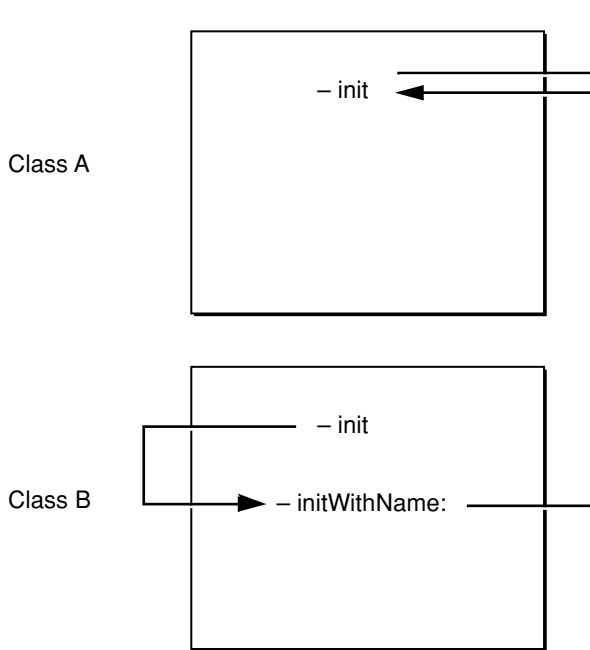 – init
Class A
– init
Class B
– initWithName: